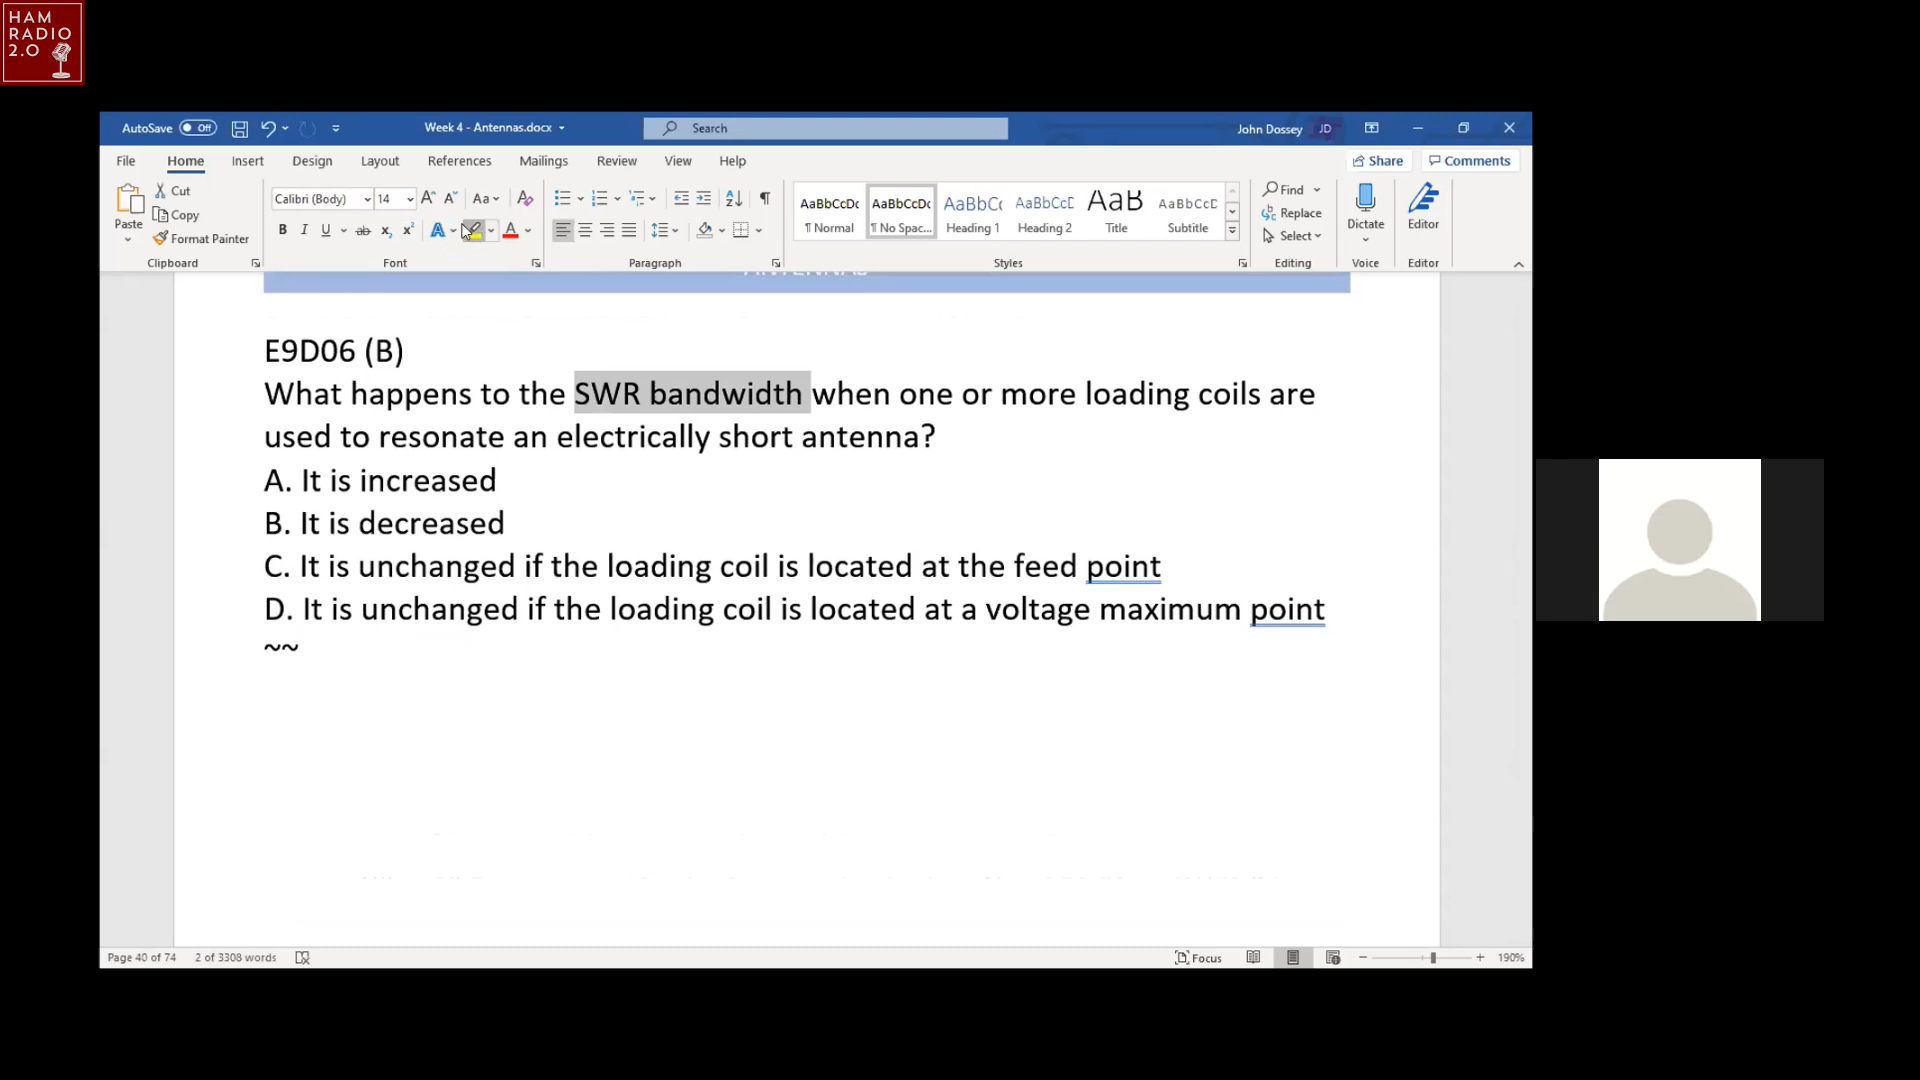 HAM
RADIO
2.0
AutoSave Off Week 4 - Antennas.docx Search John Dossey JD
File Home Insert Design Layout References Mailings Review View Help Share Comments
Paste Cut Copy Format Painter
Calibri (Body) 14 Aa
B I U ab x₂ x² A A
AaBbCcDc AaBbCcDc AaBbCc AaBbCcD AaB AaBbCcD
¶ Normal ¶ No Spac... Heading 1 Heading 2 Title Subtitle
Find Replace Select Dictate Editor
Clipboard Font Paragraph Styles Editing Voice Editor
E9D06 (B)
What happens to the SWR bandwidth when one or more loading coils are
used to resonate an electrically short antenna?
A. It is increased
B. It is decreased
C. It is unchanged if the loading coil is located at the feed point
D. It is unchanged if the loading coil is located at a voltage maximum point
~~
Page 40 of 74 2 of 3308 words Focus 190%